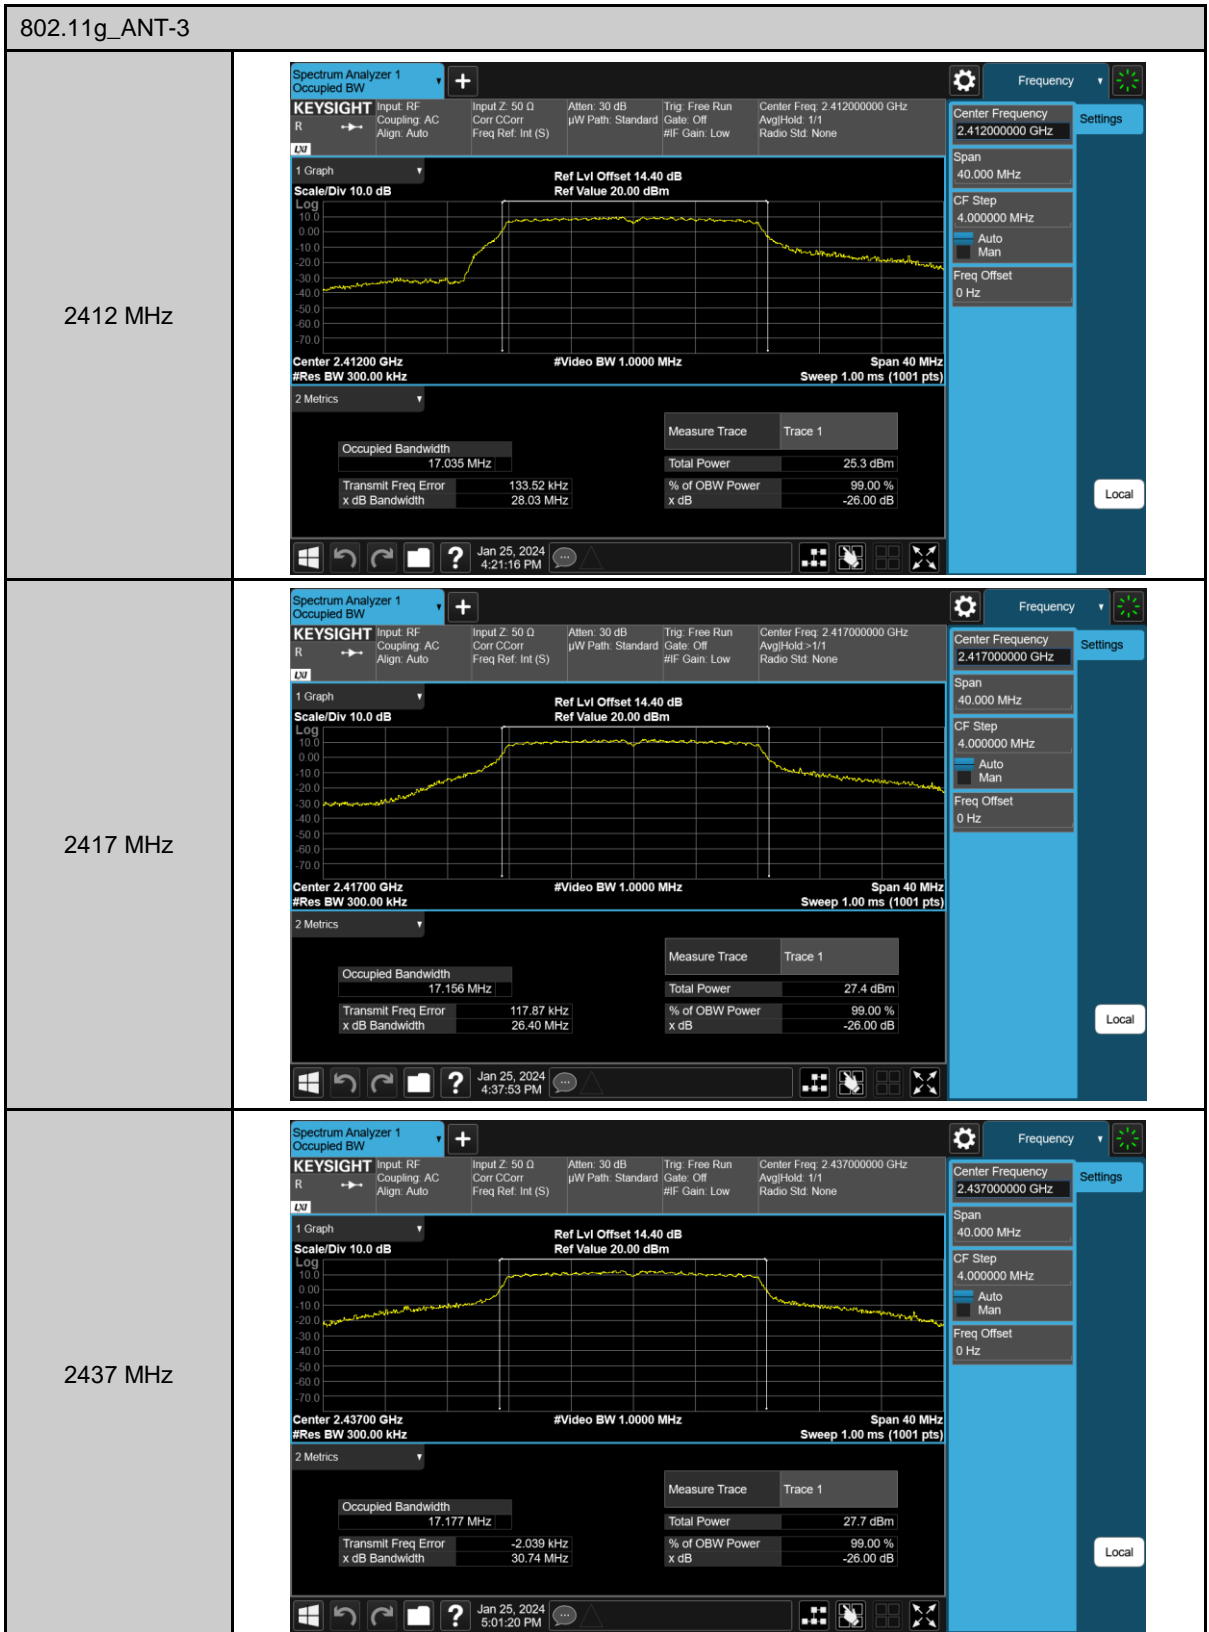 802.11g_ANT-3
2412 MHz
Spectrum Analyzer 1
Occupied BW
Frequency
KEYSIGHT
R
LXI
Input: RF
Coupling: AC
Align: Auto
Input Z: 50 Ω
Corr CCorr
Freq Ref: Int (S)
Atten: 30 dB
µW Path: Standard
Trig: Free Run
Gate: Off
#IF Gain: Low
Center Freq: 2.412000000 GHz
Avg|Hold: 1/1
Radio Std: None
Center Frequency
2.412000000 GHz
Settings
Span
40.000 MHz
CF Step
4.000000 MHz
Auto
Man
Freq Offset
0 Hz
Local
1 Graph
Scale/Div 10.0 dB
Ref Lvl Offset 14.40 dB
Ref Value 20.00 dBm
Log
10.0
0.00
-10.0
-20.0
-30.0
-40.0
-50.0
-60.0
-70.0
Center 2.41200 GHz
#Video BW 1.0000 MHz
Span 40 MHz
#Res BW 300.00 kHz
Sweep 1.00 ms (1001 pts)
2 Metrics
Measure Trace Trace 1
Occupied Bandwidth
17.035 MHz
Total Power 25.3 dBm
Transmit Freq Error 133.52 kHz
% of OBW Power 99.00 %
x dB Bandwidth 28.03 MHz
x dB -26.00 dB
?
Jan 25, 2024
4:21:16 PM
2417 MHz
Spectrum Analyzer 1
Occupied BW
Frequency
KEYSIGHT
R
LXI
Input: RF
Coupling: AC
Align: Auto
Input Z: 50 Ω
Corr CCorr
Freq Ref: Int (S)
Atten: 30 dB
µW Path: Standard
Trig: Free Run
Gate: Off
#IF Gain: Low
Center Freq: 2.417000000 GHz
Avg|Hold:>1/1
Radio Std: None
Center Frequency
2.417000000 GHz
Settings
Span
40.000 MHz
CF Step
4.000000 MHz
Auto
Man
Freq Offset
0 Hz
Local
1 Graph
Scale/Div 10.0 dB
Ref Lvl Offset 14.40 dB
Ref Value 20.00 dBm
Log
10.0
0.00
-10.0
-20.0
-30.0
-40.0
-50.0
-60.0
-70.0
Center 2.41700 GHz
#Video BW 1.0000 MHz
Span 40 MHz
#Res BW 300.00 kHz
Sweep 1.00 ms (1001 pts)
2 Metrics
Measure Trace Trace 1
Occupied Bandwidth
17.156 MHz
Total Power 27.4 dBm
Transmit Freq Error 117.87 kHz
% of OBW Power 99.00 %
x dB Bandwidth 26.40 MHz
x dB -26.00 dB
?
Jan 25, 2024
4:37:53 PM
2437 MHz
Spectrum Analyzer 1
Occupied BW
Frequency
KEYSIGHT
R
LXI
Input: RF
Coupling: AC
Align: Auto
Input Z: 50 Ω
Corr CCorr
Freq Ref: Int (S)
Atten: 30 dB
µW Path: Standard
Trig: Free Run
Gate: Off
#IF Gain: Low
Center Freq: 2.437000000 GHz
Avg|Hold: 1/1
Radio Std: None
Center Frequency
2.437000000 GHz
Settings
Span
40.000 MHz
CF Step
4.000000 MHz
Auto
Man
Freq Offset
0 Hz
Local
1 Graph
Scale/Div 10.0 dB
Ref Lvl Offset 14.40 dB
Ref Value 20.00 dBm
Log
10.0
0.00
-10.0
-20.0
-30.0
-40.0
-50.0
-60.0
-70.0
Center 2.43700 GHz
#Video BW 1.0000 MHz
Span 40 MHz
#Res BW 300.00 kHz
Sweep 1.00 ms (1001 pts)
2 Metrics
Measure Trace Trace 1
Occupied Bandwidth
17.177 MHz
Total Power 27.7 dBm
Transmit Freq Error -2.039 kHz
% of OBW Power 99.00 %
x dB Bandwidth 30.74 MHz
x dB -26.00 dB
?
Jan 25, 2024
5:01:20 PM